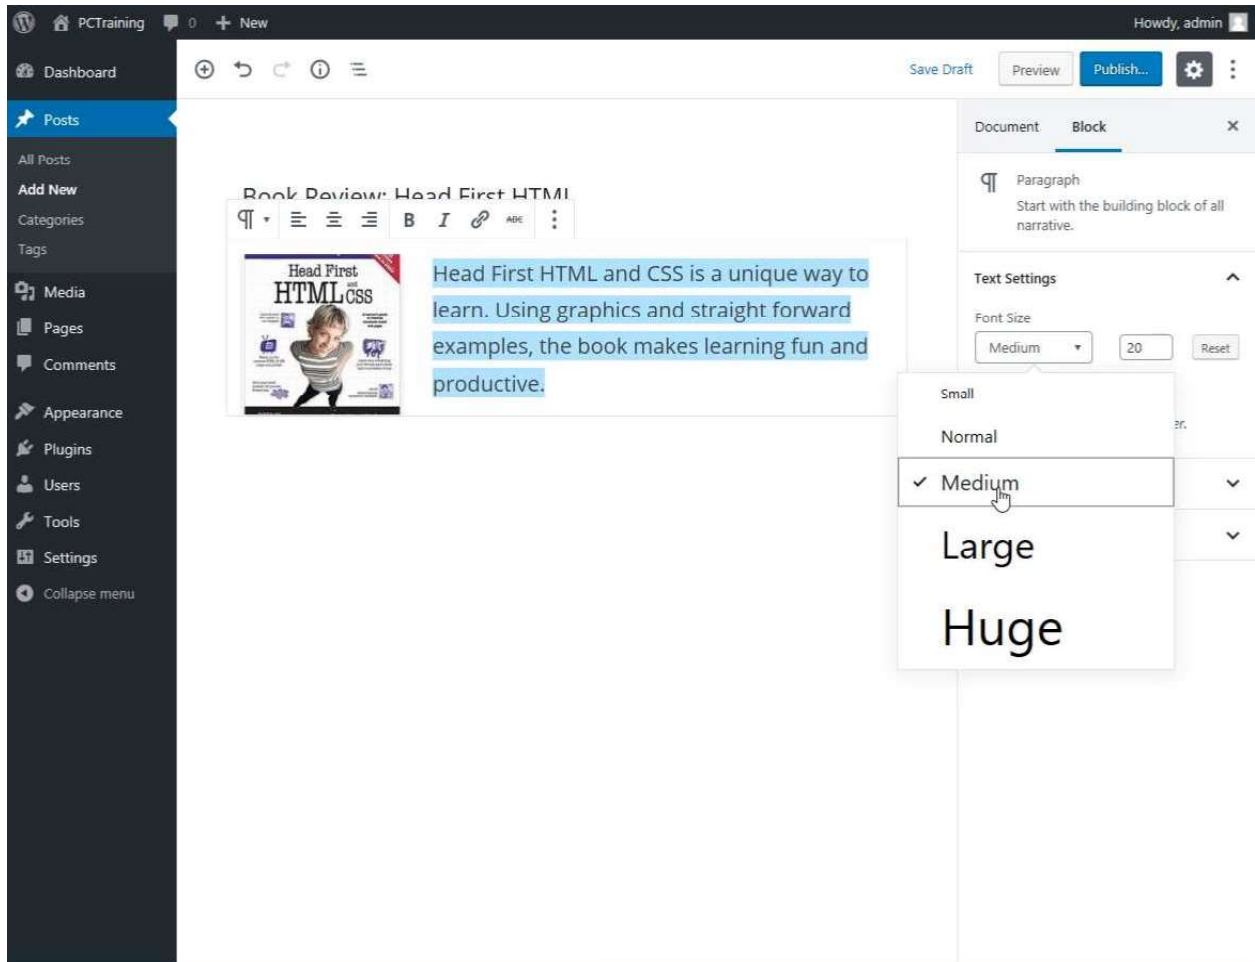 PCTraining
0
New
Howdy, admin
Dashboard
Save Draft
Preview
Publish...
Posts
All Posts
Add New
Categories
Tags
Media
Pages
Comments
Appearance
Plugins
Users
Tools
Settings
Collapse menu
Book Review: Head First HTML
B
I
ABC
Head First
HTML and
CSS
Head First HTML and CSS is a unique way to
learn. Using graphics and straight forward
examples, the book makes learning fun and
productive.
Document
Block
Paragraph
Start with the building block of all
narrative.
Text Settings
Font Size
Medium
20
Reset
Small
Normal
er.
Medium
Large
Huge